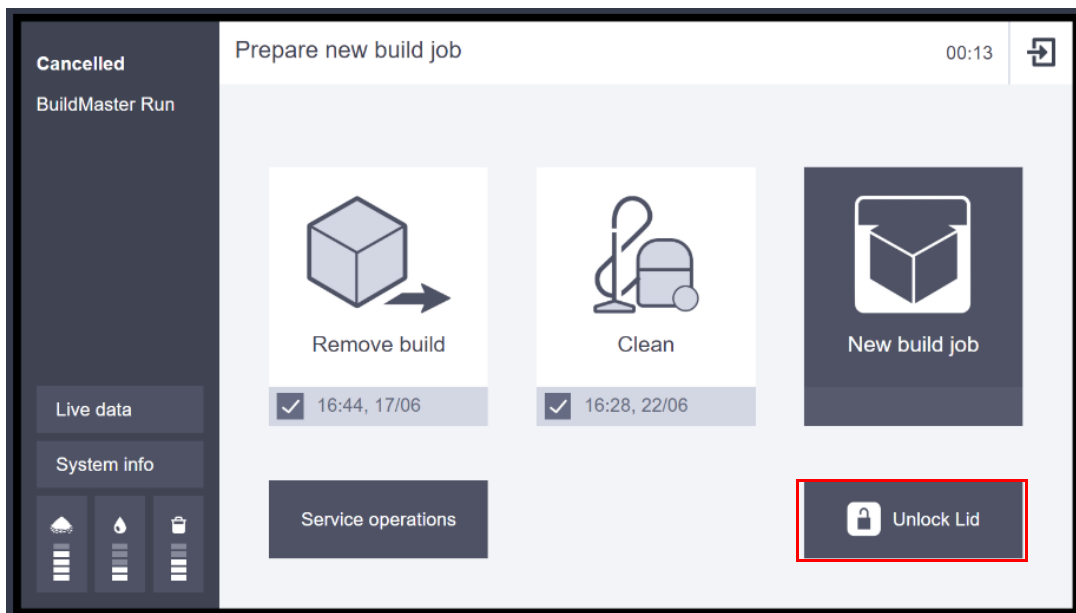 Cancelled
BuildMaster Run
Prepare new build job
00:13
Remove build
Clean
New build job
16:44, 17/06
16:28, 22/06
Live data
System info
Service operations
Unlock Lid